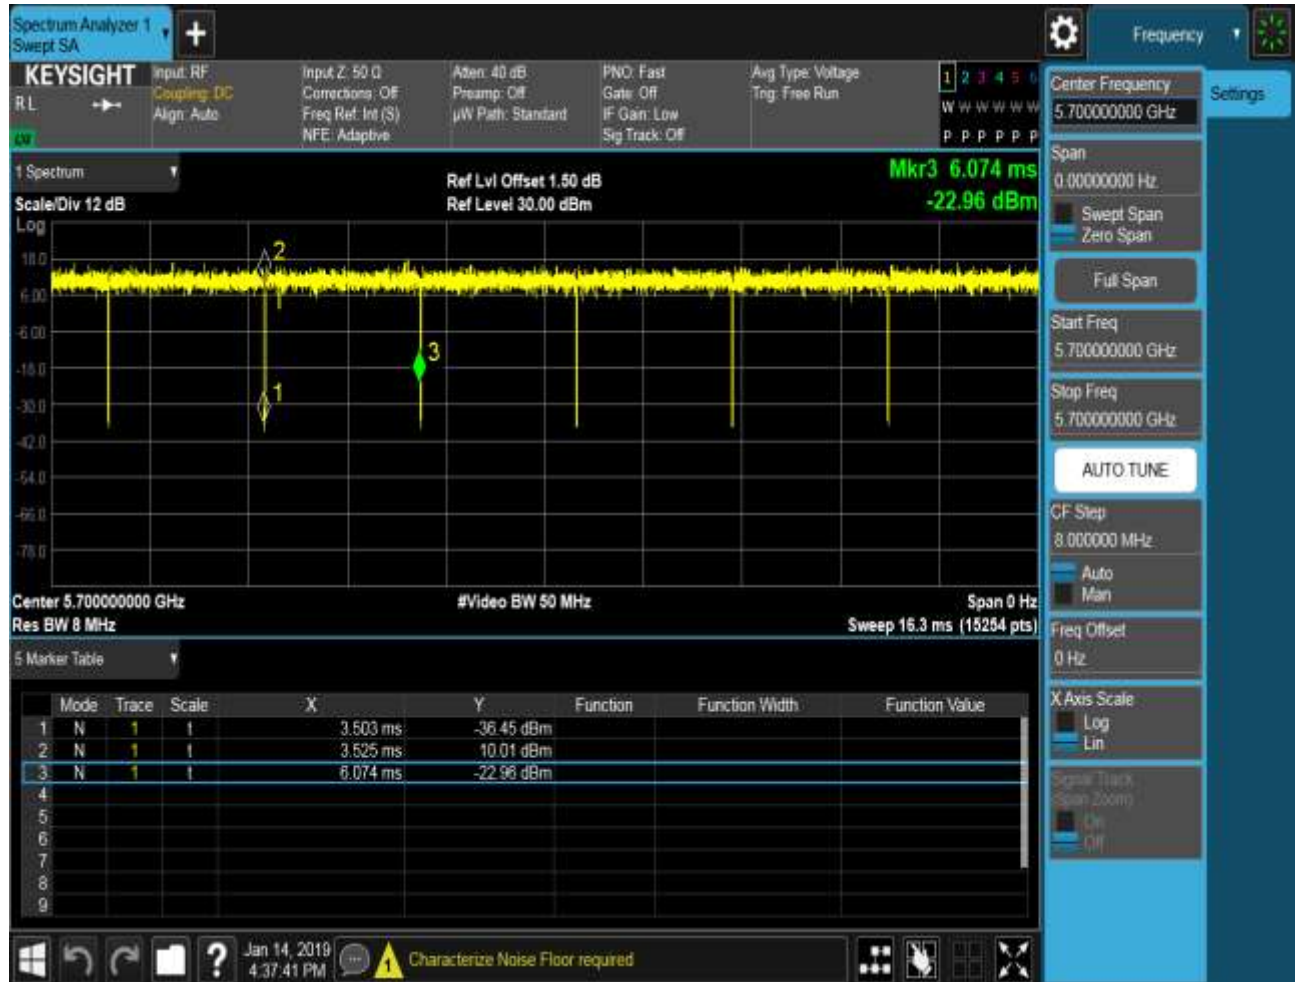 Spectrum Analyzer 1
Swept SA
Frequency
KEYSIGHT
RL
Input: RF
Coupling: DC
Align: Auto
Input Z: 50 Ω
Corrections: Off
Freq Ref: Int (S)
NFE: Adaptive
Atten: 40 dB
Preamp: Off
µW Path: Standard
PNO: Fast
Gate: Off
IF Gain: Low
Sig Track: Off
Avg Type: Voltage
Trig: Free Run
1 2 3 4 5 6
W W W W W W
P P P P P P
Center Frequency
5.700000000 GHz
Settings
Span
0.00000000 Hz
Swept Span
Zero Span
Full Span
Start Freq
5.700000000 GHz
Stop Freq
5.700000000 GHz
AUTO TUNE
CF Step
8.000000 MHz
Auto
Man
Freq Offset
0 Hz
X Axis Scale
Log
Lin
Signal Track
(Span Zoom)
On
Off
1 Spectrum
Scale/Div 12 dB
Ref Lvl Offset 1.50 dB
Ref Level 30.00 dBm
Mkr3 6.074 ms
-22.96 dBm
Log
18.0
6.00
-6.00
-18.0
-30.0
-42.0
-54.0
-66.0
-78.0
2
3
1
Center 5.700000000 GHz
#Video BW 50 MHz
Span 0 Hz
Res BW 8 MHz
Sweep 16.3 ms (15254 pts)
5 Marker Table
Mode Trace Scale X Y Function Function Width Function Value
1 N 1 t 3.503 ms -36.45 dBm
2 N 1 t 3.525 ms 10.01 dBm
3 N 1 t 6.074 ms -22.96 dBm
4
5
6
7
8
9
?
Jan 14, 2019
4:37:41 PM
1
Characterize Noise Floor required